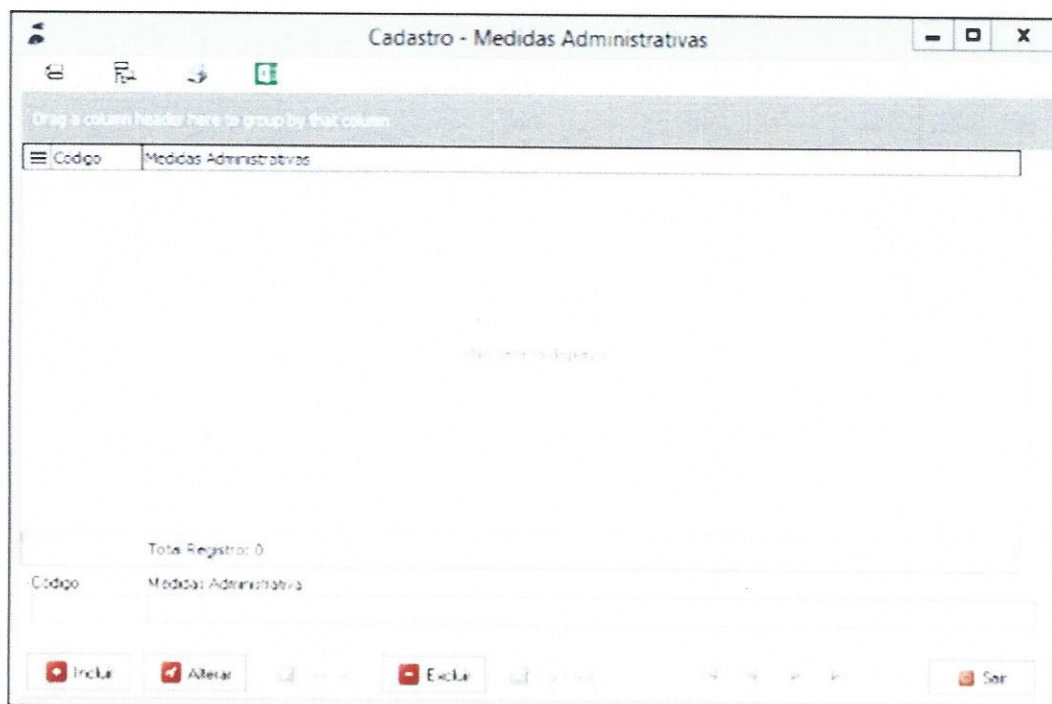 Cadastro - Medidas Administrativas
Drag a column header here to group by that column
Código Medidas Administrativas
Total Registro: 0
Código Medidas Administrativa
Incluir Alterar Excluir Sair